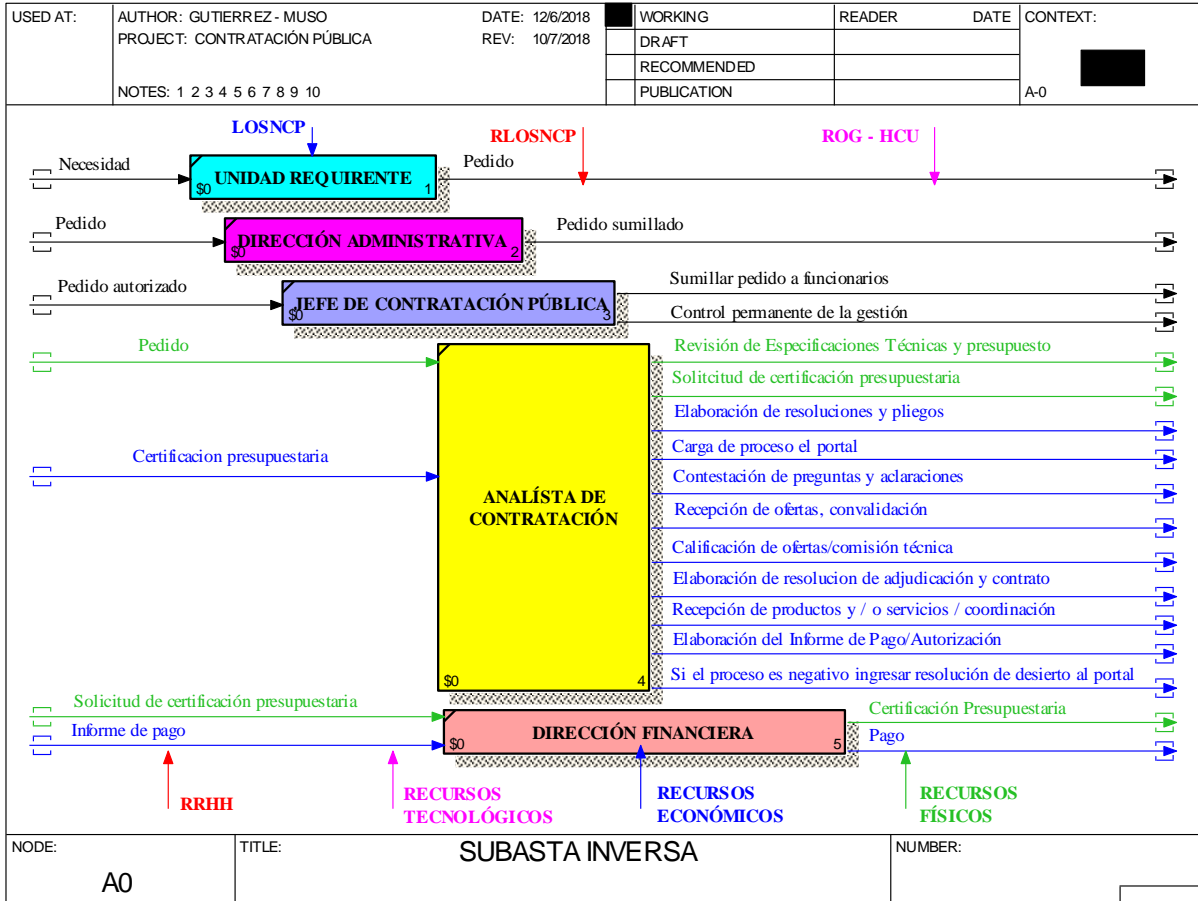 USED AT:
AUTHOR: GUTIERREZ - MUSO
DATE: 12/6/2018
PROJECT: CONTRATACIÓN PÚBLICA
REV: 10/7/2018
NOTES: 1 2 3 4 5 6 7 8 9 10
WORKING
DRAFT
RECOMMENDED
PUBLICATION
READER DATE
CONTEXT:
A-0
LOSNCP
RLOSNCP
ROG - HCU
Necesidad
UNIDAD REQUIRENTE
$0
1
Pedido
Pedido
DIRECCIÓN ADMINISTRATIVA
$0
2
Pedido sumillado
Pedido autorizado
JEFE DE CONTRATACIÓN PÚBLICA
$0
3
Sumillar pedido a funcionarios
Control permanente de la gestión
Pedido
Certificacion presupuestaria
ANALÍSTA DE
CONTRATACIÓN
$0
4
Revisión de Especificaciones Técnicas y presupuesto
Solitcitud de certificación presupuestaria
Elaboración de resoluciones y pliegos
Carga de proceso el portal
Contestación de preguntas y aclaraciones
Recepción de ofertas, convalidación
Calificación de ofertas/comisión técnica
Elaboración de resolucion de adjudicación y contrato
Recepción de productos y / o servicios / coordinación
Elaboración del Informe de Pago/Autorización
Si el proceso es negativo ingresar resolución de desierto al portal
Solicitud de certificación presupuestaria
Informe de pago
DIRECCIÓN FINANCIERA
$0
5
Certificación Presupuestaria
Pago
RRHH
RECURSOS
TECNOLÓGICOS
RECURSOS
ECONÓMICOS
RECURSOS
FÍSICOS
NODE:
A0
TITLE:
SUBASTA INVERSA
NUMBER: